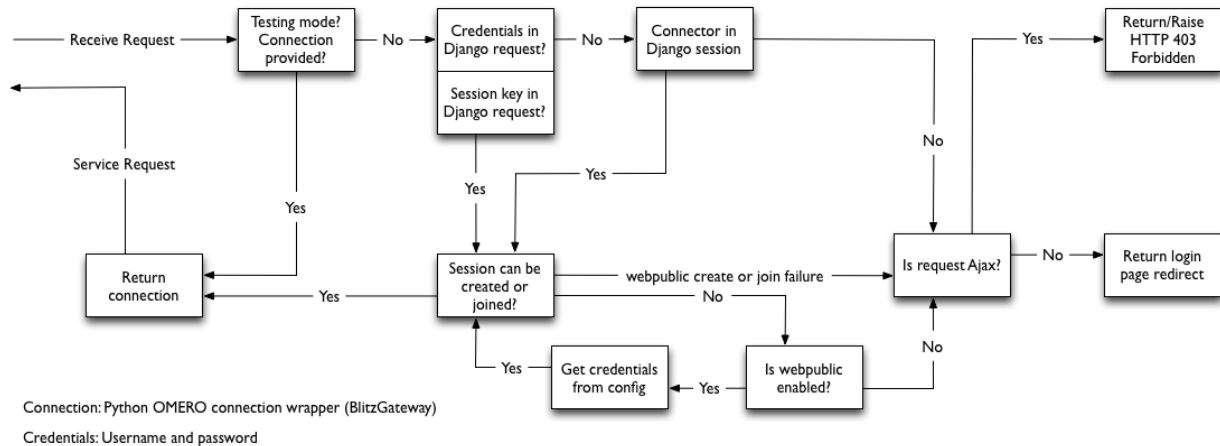 Receive Request
Testing mode?
Connection
provided?
No
Credentials in
Django request?
Session key in
Django request?
No
Connector in
Django session
Yes
Return/Raise
HTTP 403
Forbidden
No
Service Request
Yes
Yes
Yes
Return
connection
Yes
Session can be
created or
joined?
webpublic create or join failure
No
Is request Ajax?
No
Return login
page redirect
Yes
Get credentials
from config
Yes
Is webpublic
enabled?
No
Connection: Python OMERO connection wrapper (BlitzGateway)
Credentials: Username and password